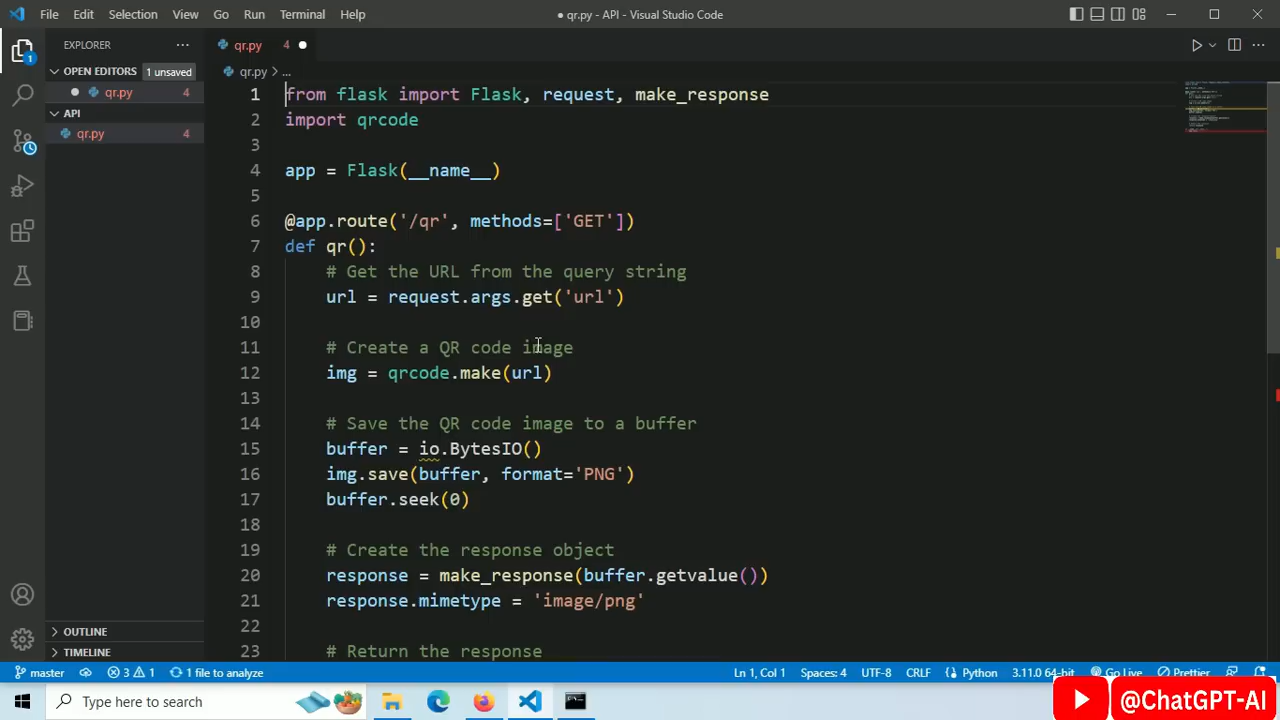 File Edit Selection View Go Run Terminal Help
● qr.py - API - Visual Studio Code
EXPLORER
qr.py 4
OPEN EDITORS 1 unsaved
qr.py > ...
qr.py 4
API
qr.py 4
1 from flask import Flask, request, make_response
2 import qrcode
3
4 app = Flask(__name__)
5
6 @app.route('/qr', methods=['GET'])
7 def qr():
8 # Get the URL from the query string
9 url = request.args.get('url')
10
11 # Create a QR code image
12 img = qrcode.make(url)
13
14 # Save the QR code image to a buffer
15 buffer = io.BytesIO()
16 img.save(buffer, format='PNG')
17 buffer.seek(0)
18
19 # Create the response object
20 response = make_response(buffer.getvalue())
21 response.mimetype = 'image/png'
22
23 # Return the response
OUTLINE
TIMELINE
1
master 3 1 1 file to analyze Ln 1, Col 1 Spaces: 4 UTF-8 CRLF Python 3.11.0 64-bit Go Live Prettier
Type here to search
@ChatGPT-AI